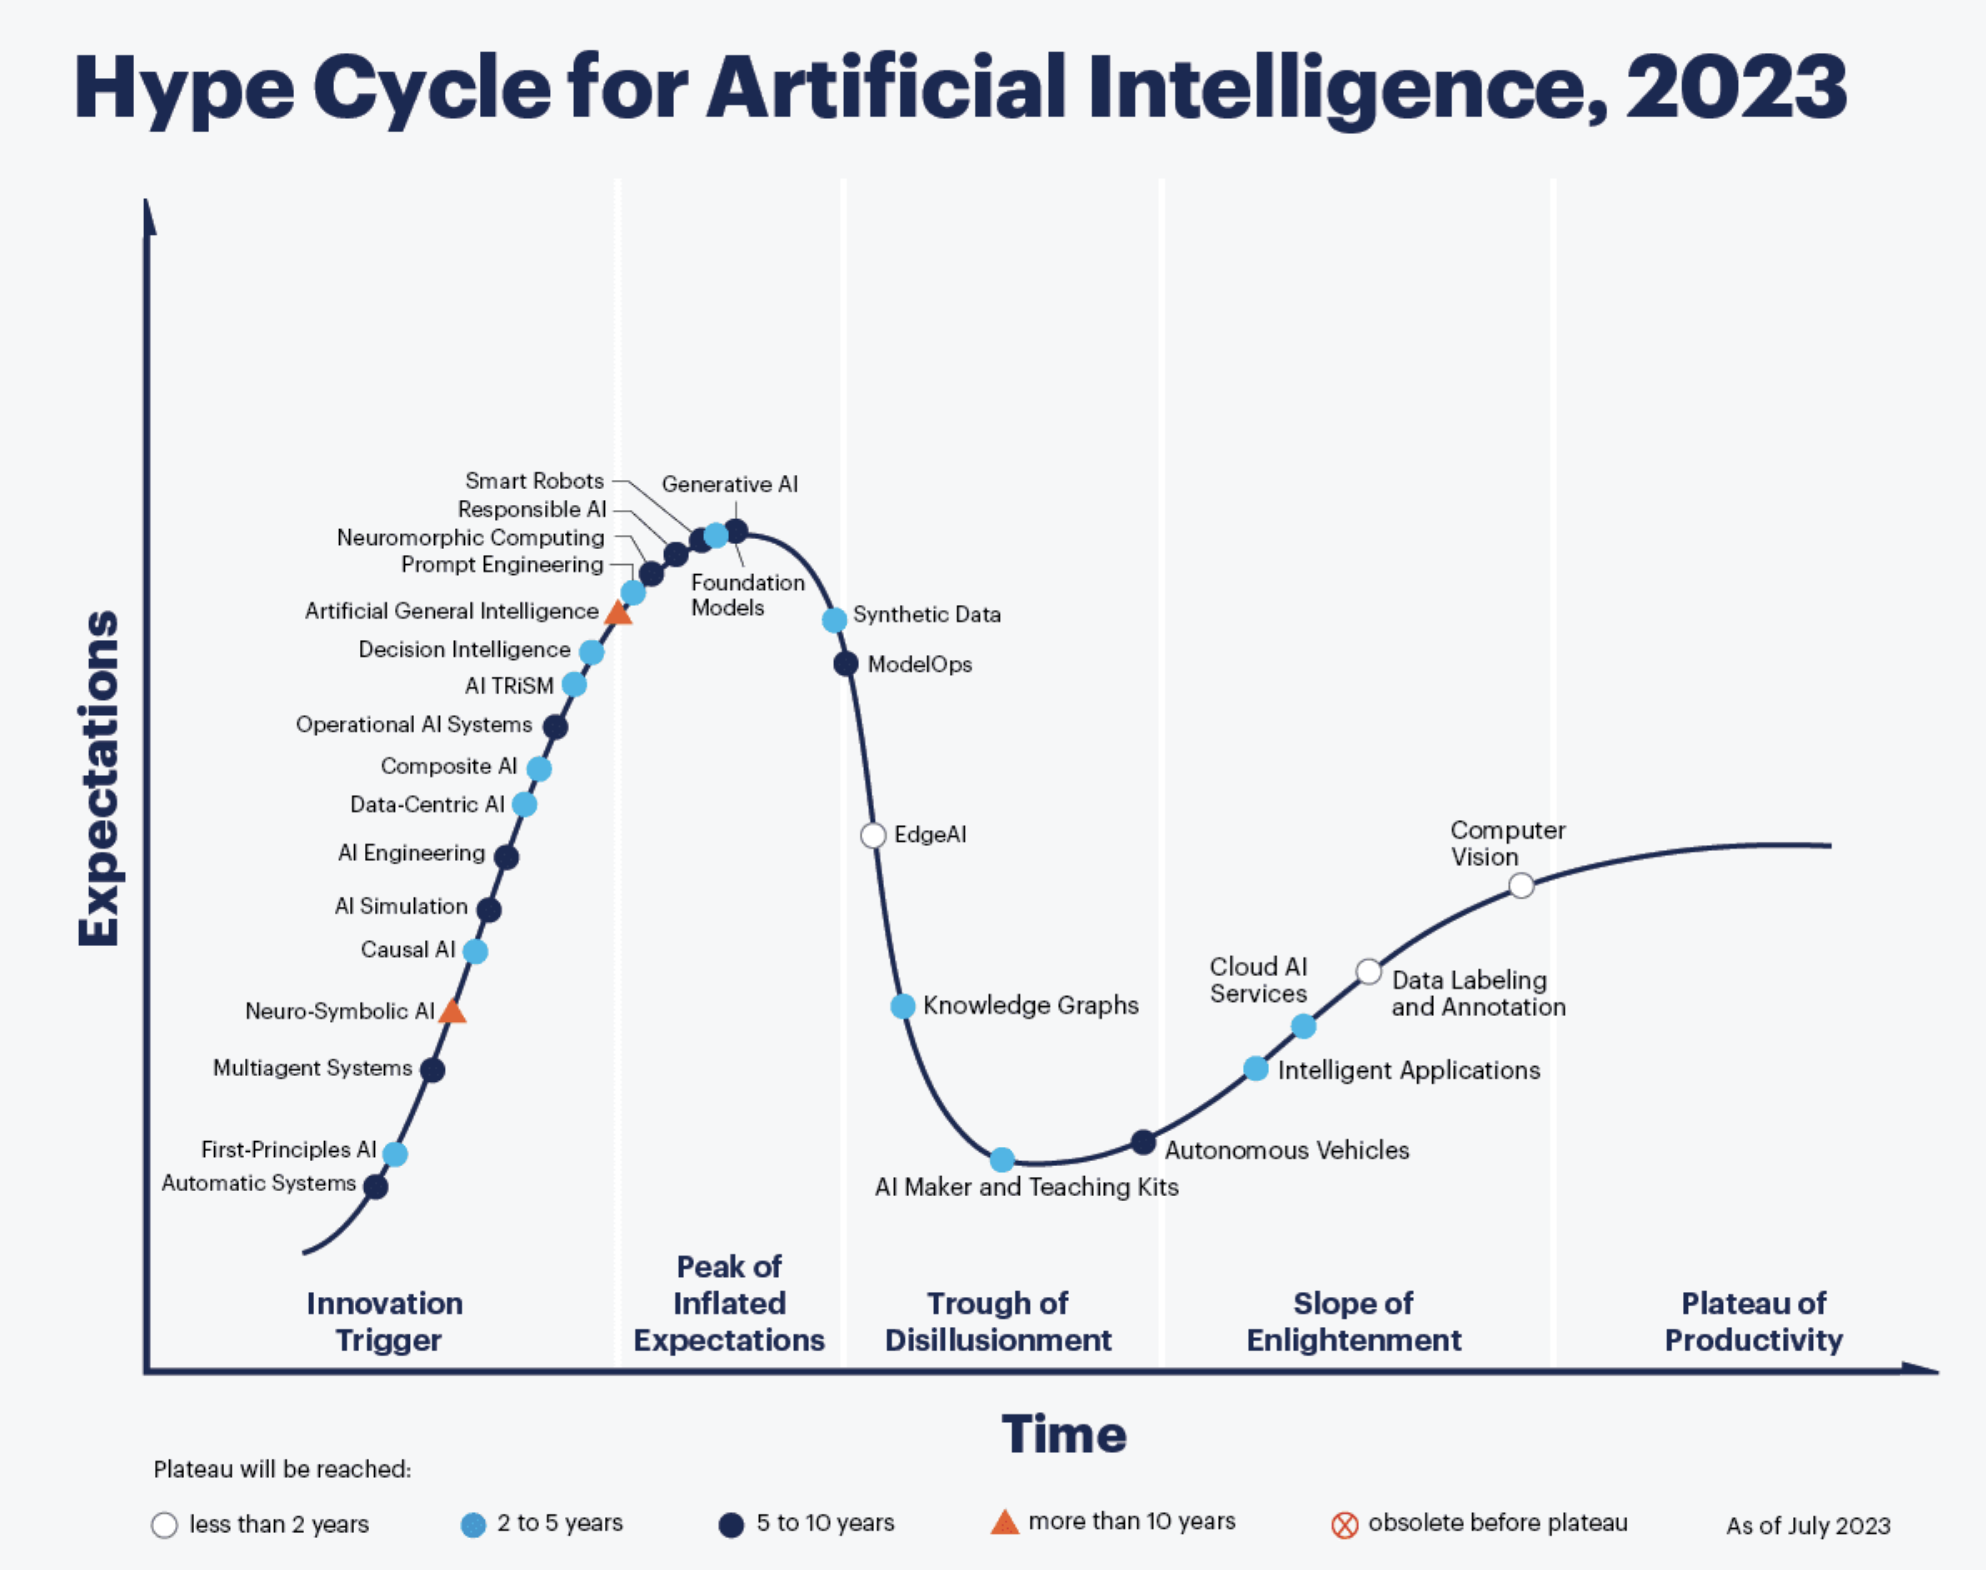 Hype Cycle for Artificial Intelligence, 2023
Expectations
Smart Robots
Responsible AI
Neuromorphic Computing
Prompt Engineering
Artificial General Intelligence
Decision Intelligence
AI TRiSM
Operational AI Systems
Composite AI
Data-Centric AI
AI Engineering
AI Simulation
Causal AI
Neuro-Symbolic AI
Multiagent Systems
First-Principles AI
Automatic Systems
Generative AI
Foundation
Models
Synthetic Data
ModelOps
EdgeAI
Knowledge Graphs
AI Maker and Teaching Kits
Autonomous Vehicles
Intelligent Applications
Cloud AI
Services
Data Labeling
and Annotation
Computer
Vision
Innovation
Trigger
Peak of
Inflated
Expectations
Trough of
Disillusionment
Slope of
Enlightenment
Plateau of
Productivity
Time
Plateau will be reached:
less than 2 years
2 to 5 years
5 to 10 years
more than 10 years
obsolete before plateau
As of July 2023